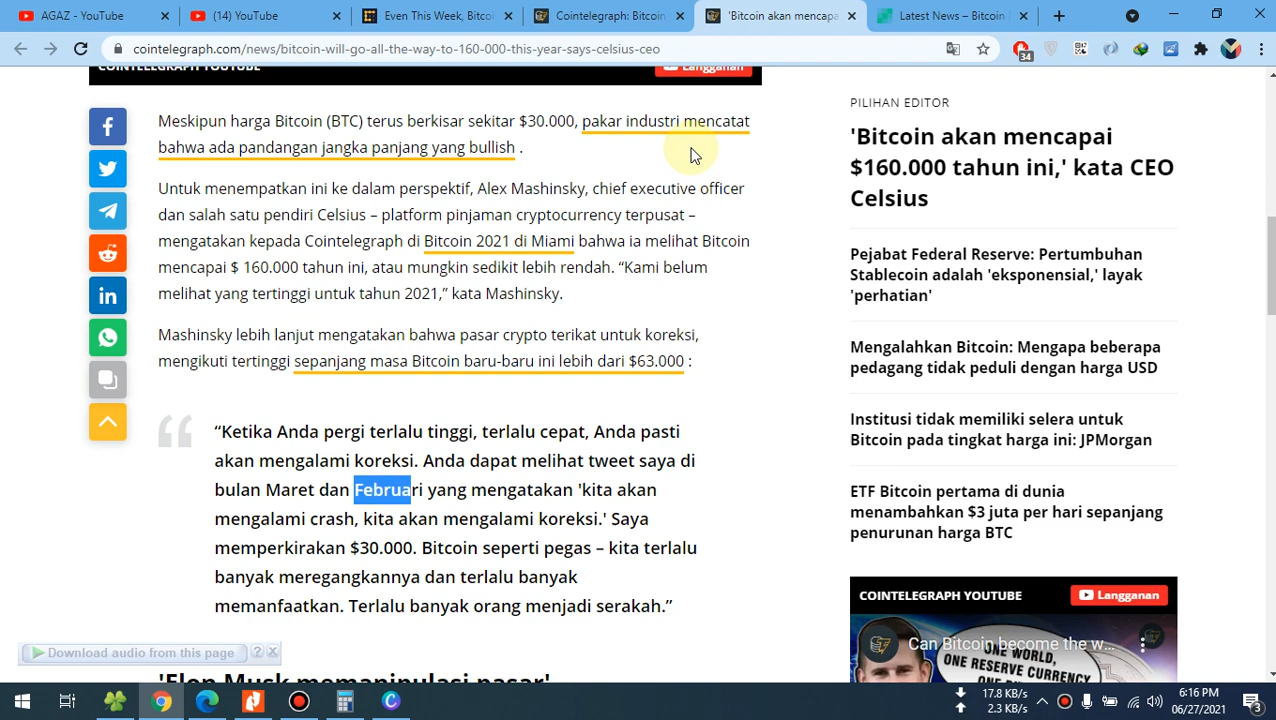 AGAZ - YouTube
(14) YouTube
Even This Week, Bitco
Cointelegraph: Bitcoin
'Bitcoin akan mencapa
Latest News – Bitcoin
cointelegraph.com/news/bitcoin-will-go-all-the-way-to-160-000-this-year-says-celsius-ceo
34
COINTELEGRAPH YOUTUBE
Langganan
Meskipun harga Bitcoin (BTC) terus berkisar sekitar $30.000, pakar industri mencatat
bahwa ada pandangan jangka panjang yang bullish .
Untuk menempatkan ini ke dalam perspektif, Alex Mashinsky, chief executive officer
dan salah satu pendiri Celsius – platform pinjaman cryptocurrency terpusat –
mengatakan kepada Cointelegraph di Bitcoin 2021 di Miami bahwa ia melihat Bitcoin
mencapai $ 160.000 tahun ini, atau mungkin sedikit lebih rendah. “Kami belum
melihat yang tertinggi untuk tahun 2021,” kata Mashinsky.
Mashinsky lebih lanjut mengatakan bahwa pasar crypto terikat untuk koreksi,
mengikuti tertinggi sepanjang masa Bitcoin baru-baru ini lebih dari $63.000 :
“Ketika Anda pergi terlalu tinggi, terlalu cepat, Anda pasti
akan mengalami koreksi. Anda dapat melihat tweet saya di
bulan Maret dan Februari yang mengatakan 'kita akan
mengalami crash, kita akan mengalami koreksi.' Saya
memperkirakan $30.000. Bitcoin seperti pegas – kita terlalu
banyak meregangkannya dan terlalu banyak
memanfaatkan. Terlalu banyak orang menjadi serakah.”
'Elon Musk memanipulasi pasar'
Download audio from this page
?
PILIHAN EDITOR
'Bitcoin akan mencapai
$160.000 tahun ini,' kata CEO
Celsius
Pejabat Federal Reserve: Pertumbuhan
Stablecoin adalah 'eksponensial,' layak
'perhatian'
Mengalahkan Bitcoin: Mengapa beberapa
pedagang tidak peduli dengan harga USD
Institusi tidak memiliki selera untuk
Bitcoin pada tingkat harga ini: JPMorgan
ETF Bitcoin pertama di dunia
menambahkan $3 juta per hari sepanjang
penurunan harga BTC
COINTELEGRAPH YOUTUBE
Langganan
Can Bitcoin become the w...
ONE WORLD,
ONE RESERVE
CURRENCY
17.8 KB/s
2.3 KB/s
6:16 PM
06/27/2021
3